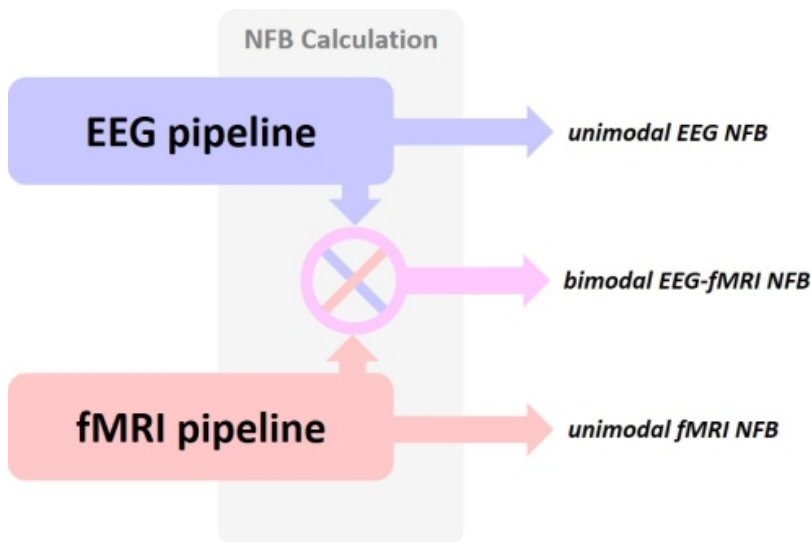 NFB Calculation
EEG pipeline
unimodal EEG NFB
bimodal EEG-fMRI NFB
fMRI pipeline
unimodal fMRI NFB